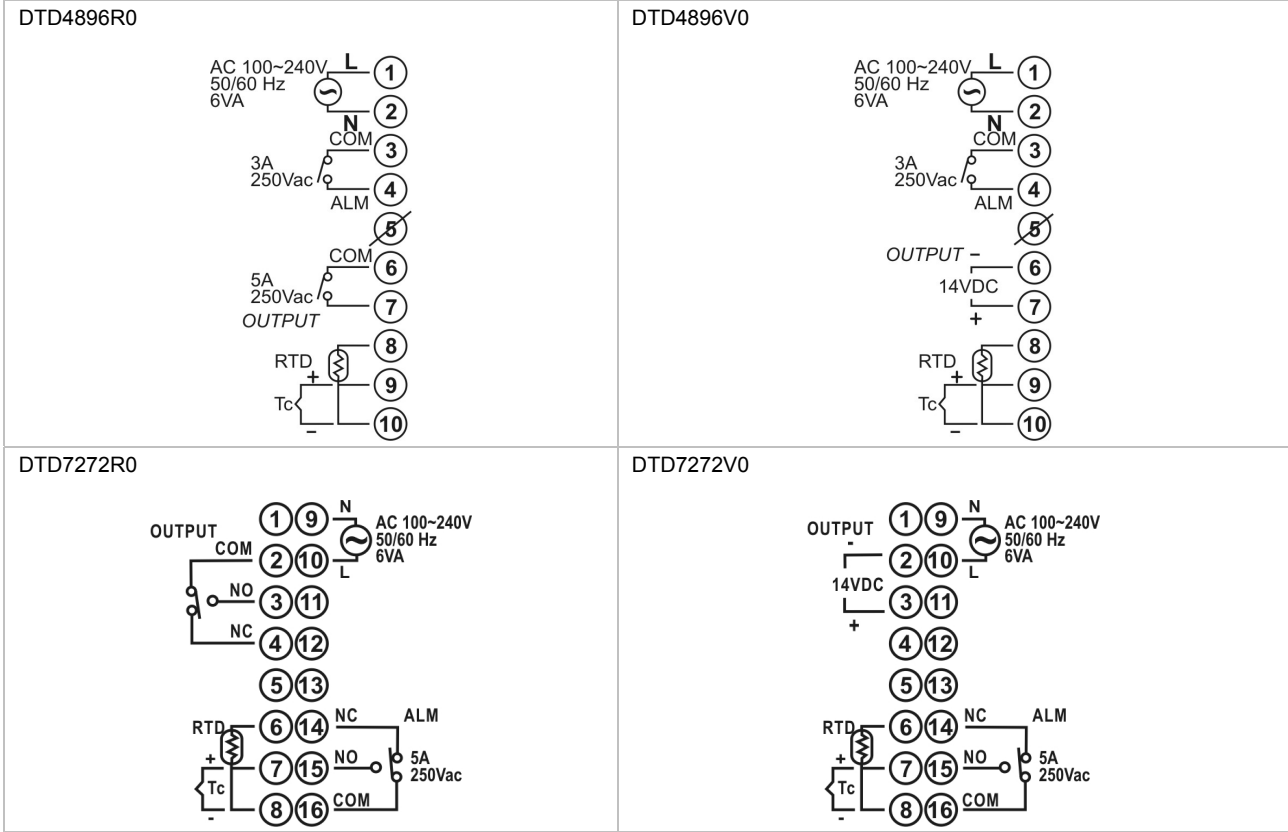 DTD4896R0
AC 100~240V
50/60 Hz
6VA
L
N
1
2
COM
3
3A
250Vac
4
ALM
5
COM
6
5A
250Vac
7
OUTPUT
8
RTD
+
9
Tc
10
–
DTD4896V0
AC 100~240V
50/60 Hz
6VA
L
N
1
2
COM
3
3A
250Vac
4
ALM
5
OUTPUT –
6
14VDC
7
+
8
RTD
+
9
Tc
10
–
DTD7272R0
1 9 N
AC 100~240V
50/60 Hz
6VA
OUTPUT
COM 2 10 L
NO 3 11
NC 4 12
5 13
RTD 6 14 NC ALM
+ 7 15 NO 5A
250Vac
Tc
- 8 16 COM
DTD7272V0
1 9 N
AC 100~240V
50/60 Hz
6VA
OUTPUT
-
2 10 L
14VDC
3 11
+
4 12
5 13
RTD 6 14 NC ALM
+ 7 15 NO 5A
250Vac
Tc
- 8 16 COM